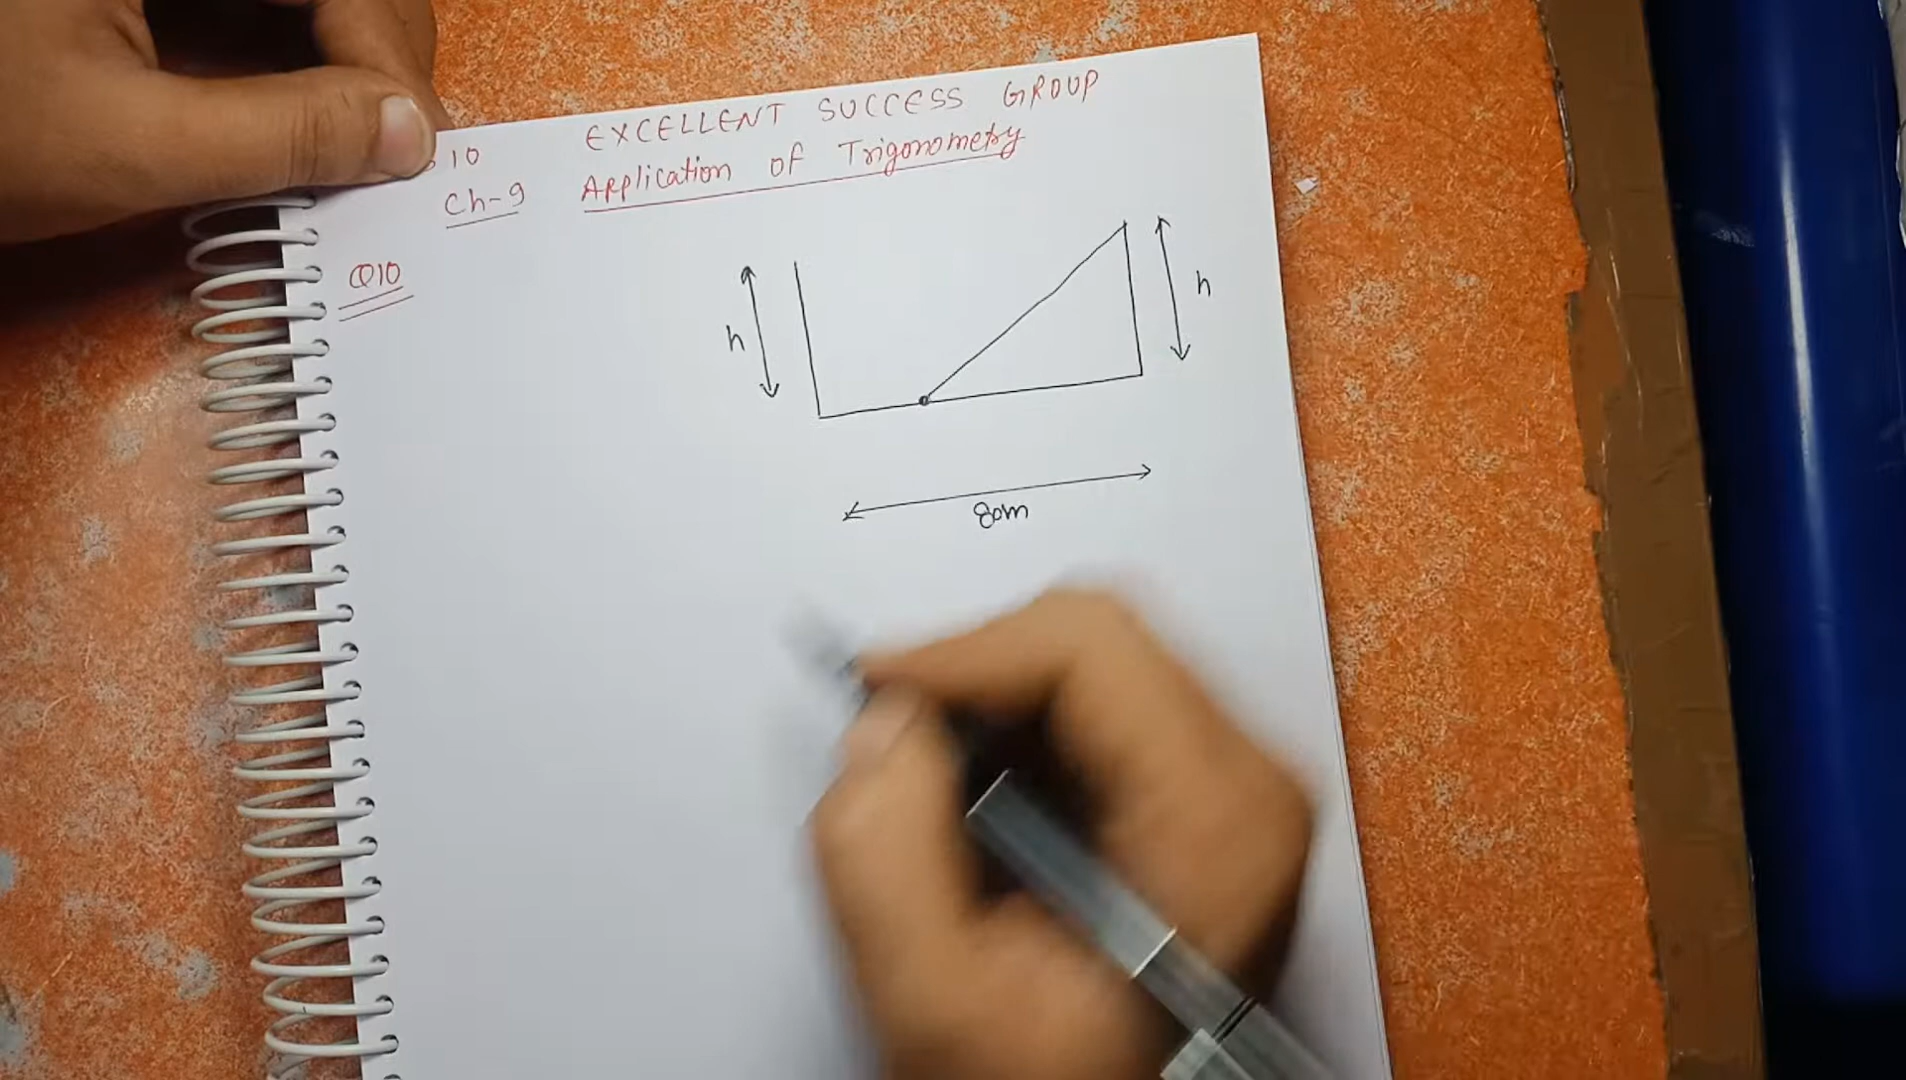 EXCELLENT SUCCESS GROUP
10
Ch-9 Application of Trigonometry
Q10
h
h
80m